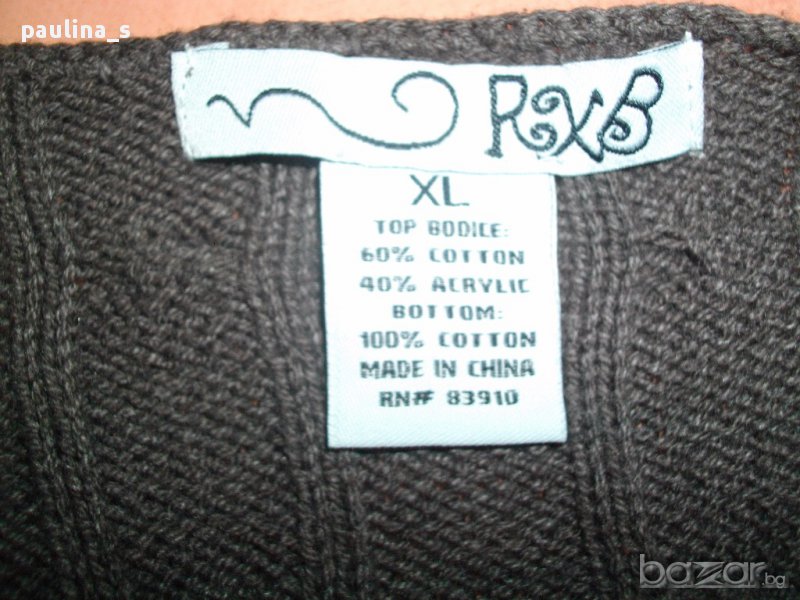 paulina_s
RXB
XL
TOP BODICE:
60% COTTON
40% ACRYLIC
BOTTOM:
100% COTTON
MADE IN CHINA
RN# 83910
bazar.bg